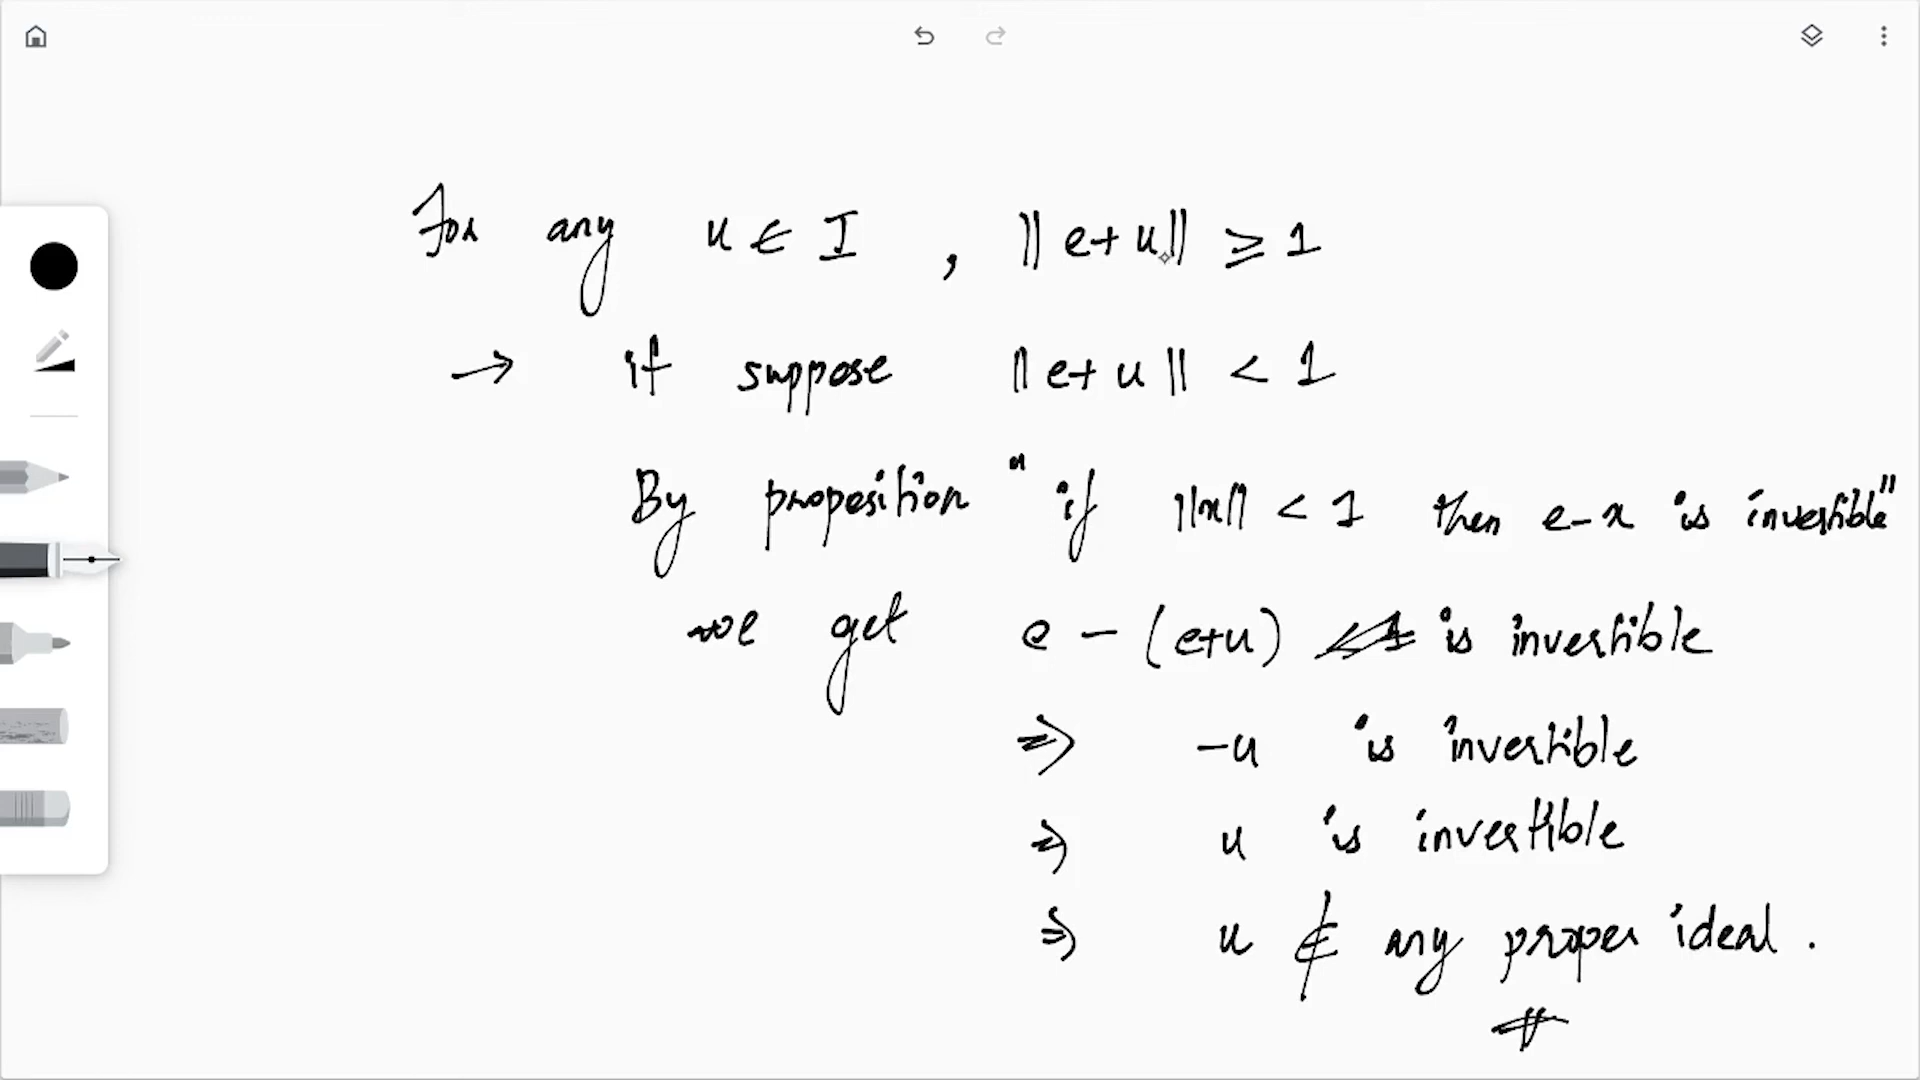 For any u ∈ I , ‖ e+ u‖ ⩾ 1
→ if suppose ‖ e+ u ‖ < 1
By proposition " if ‖x‖ < 1 then e-x is invertible"
we get e - (e+u) is invertible
⇒ -u is invertible
⇒ u is invertible
⇒ u ∉ any proper ideal .